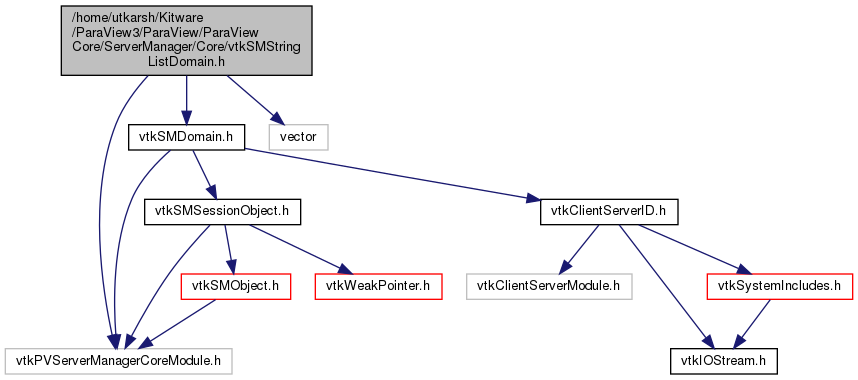 /home/utkarsh/Kitware
/ParaView3/ParaView/ParaView
Core/ServerManager/Core/vtkSMString
ListDomain.h
vtkSMDomain.h
vector
vtkSMSessionObject.h
vtkClientServerID.h
vtkSMObject.h
vtkWeakPointer.h
vtkClientServerModule.h
vtkSystemIncludes.h
vtkPVServerManagerCoreModule.h
vtkIOStream.h